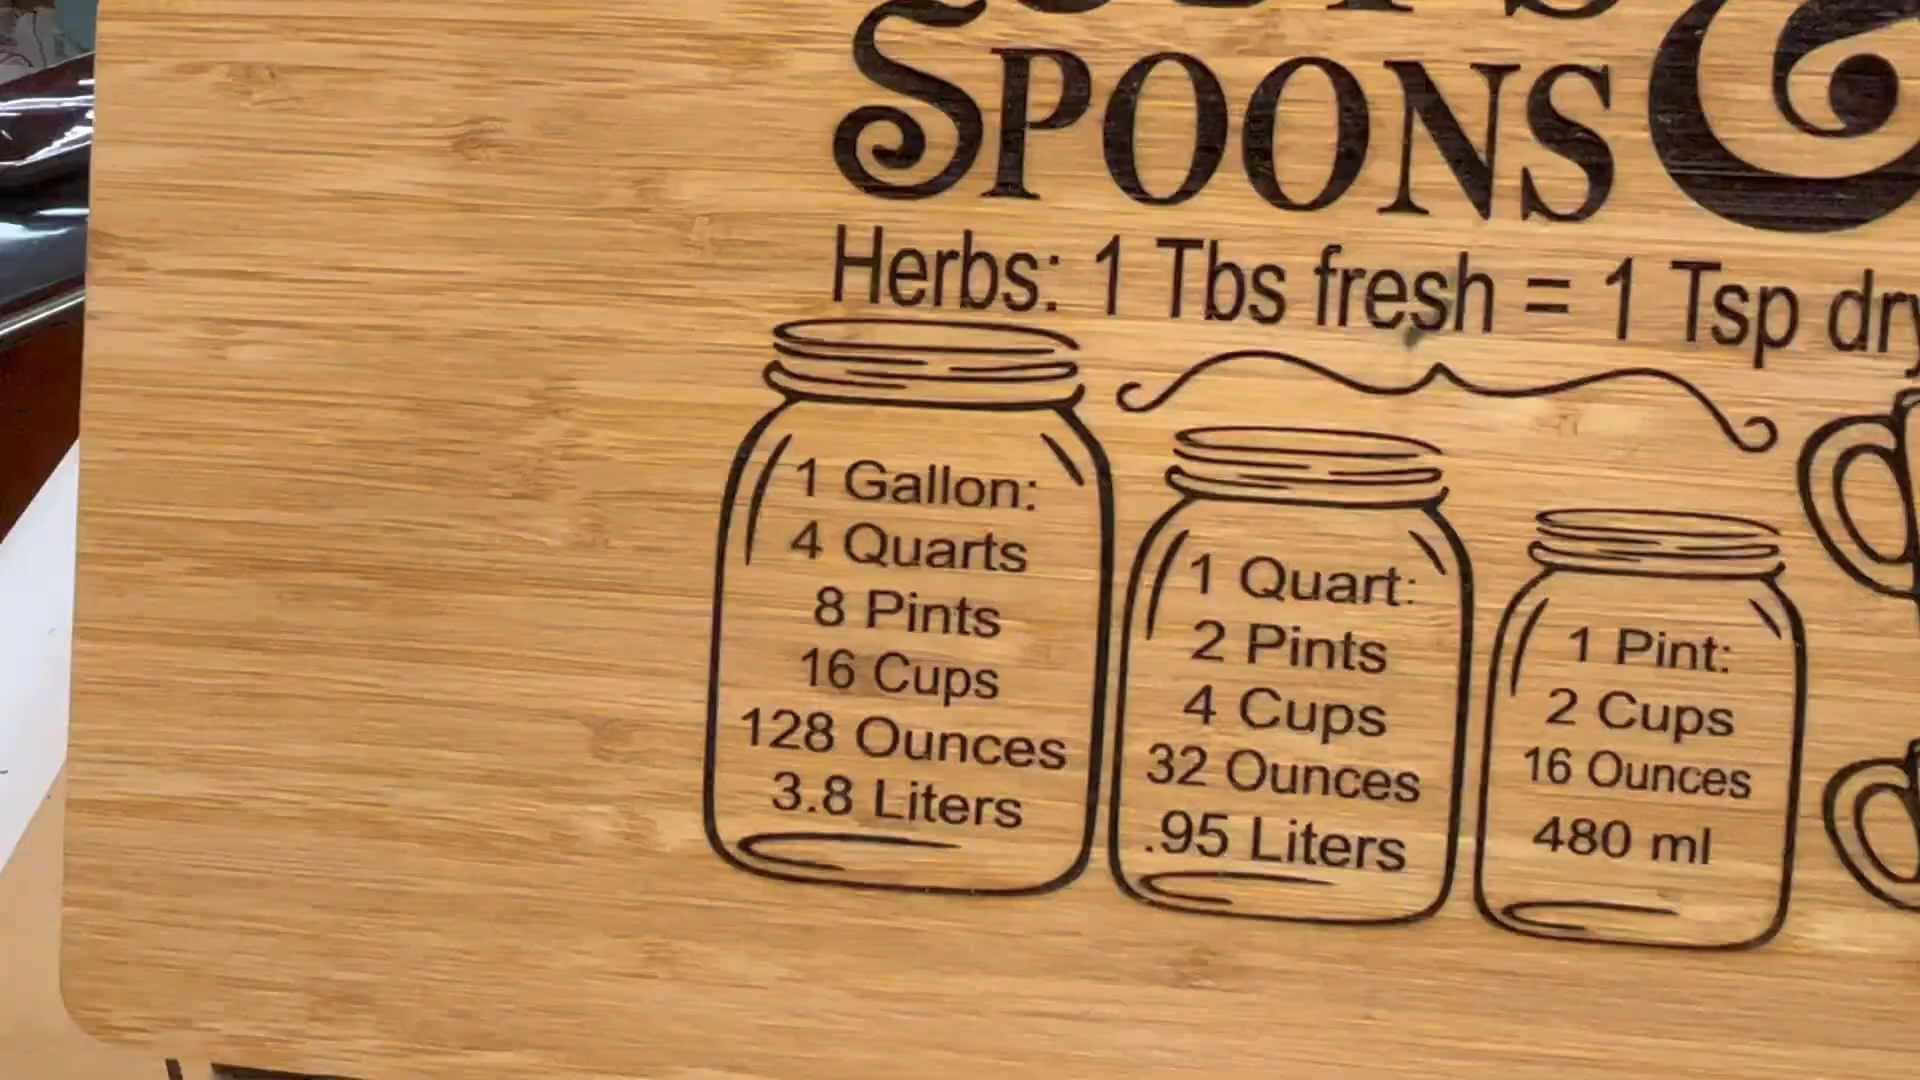 SPOONS &
Herbs: 1 Tbs fresh = 1 Tsp dry
1 Gallon:
4 Quarts
8 Pints
16 Cups
128 Ounces
3.8 Liters
1 Quart:
2 Pints
4 Cups
32 Ounces
.95 Liters
1 Pint:
2 Cups
16 Ounces
480 ml